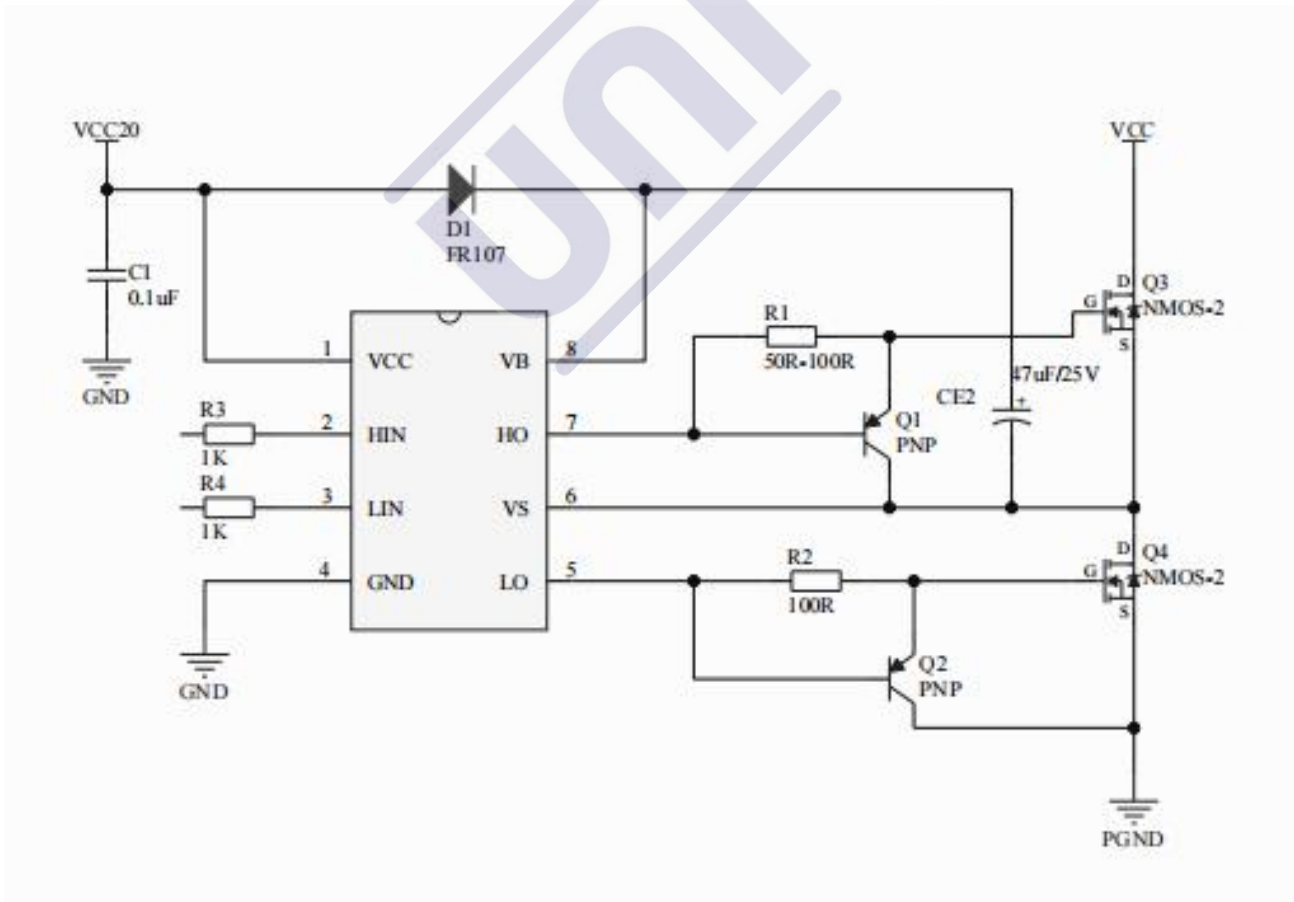 VCC20
VCC
D1
FR107
C1
0.1uF
GND
R1
50R-100R
D
Q3
G
NMOS-2
S
47uF/25V
CE2
+
1
VCC
VB
8
R3
1K
2
HIN
HO
7
Q1
PNP
R4
1K
3
LIN
VS
6
4
GND
LO
5
R2
100R
D
Q4
G
NMOS-2
S
GND
Q2
PNP
PGND
uni